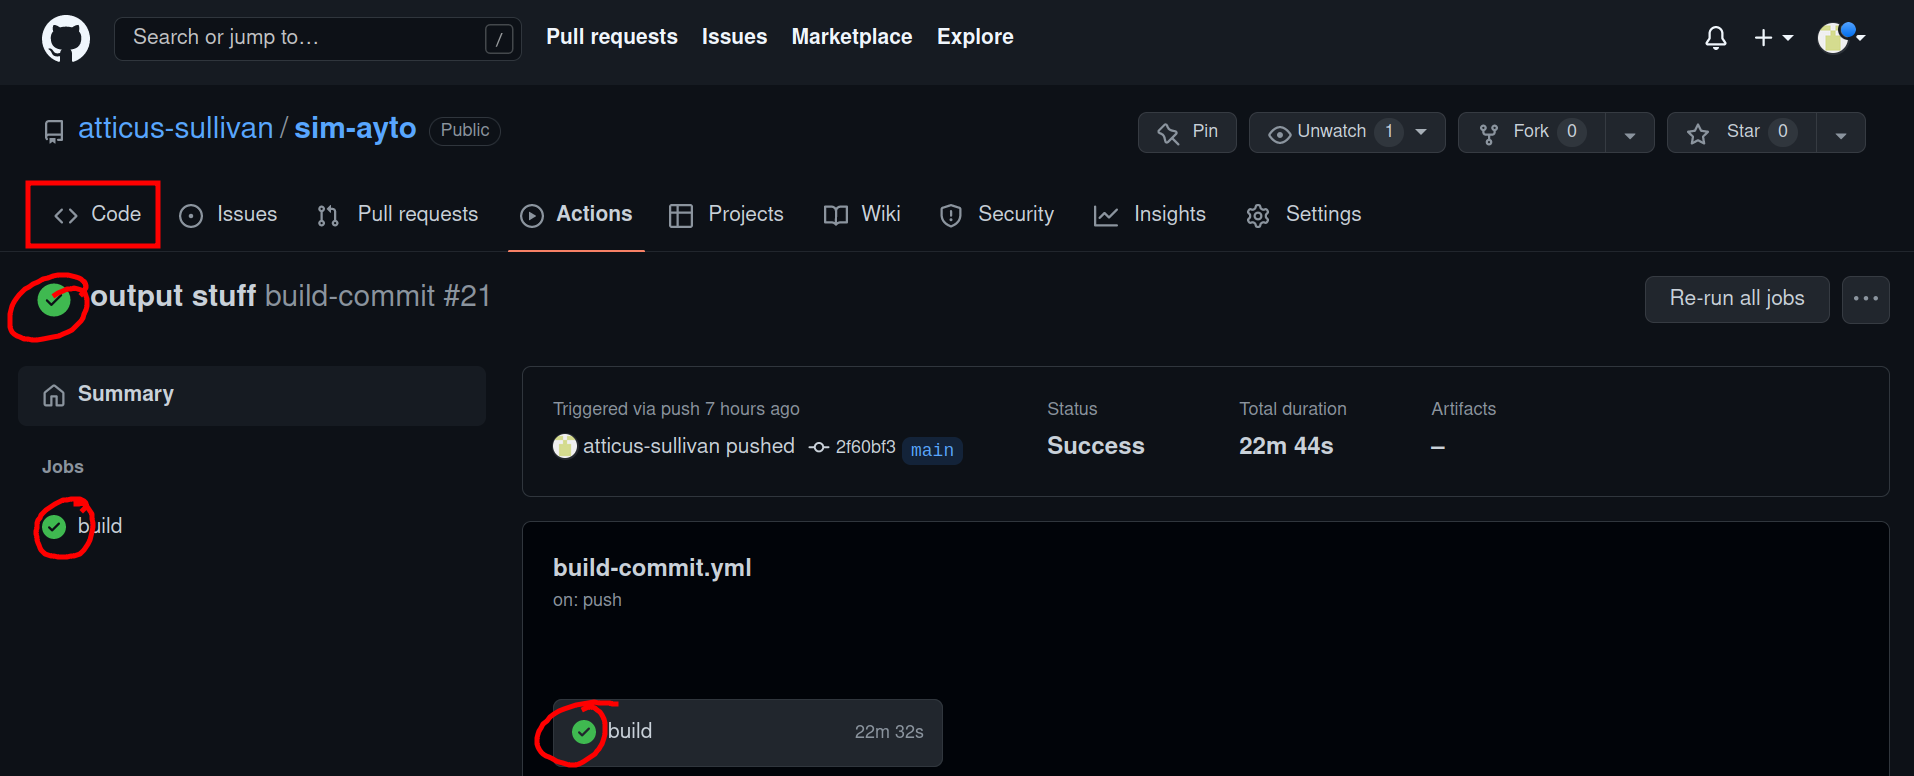 Search or jump to… / Pull requests Issues Marketplace Explore
atticus-sullivan / sim-ayto Public Pin Unwatch 1 Fork 0 Star 0
Code Issues Pull requests Actions Projects Wiki Security Insights Settings
output stuff build-commit #21 Re-run all jobs ...
Summary
Triggered via push 7 hours ago Status Total duration Artifacts
atticus-sullivan pushed 2f60bf3 main Success 22m 44s –
Jobs
build
build-commit.yml
on: push
build 22m 32s